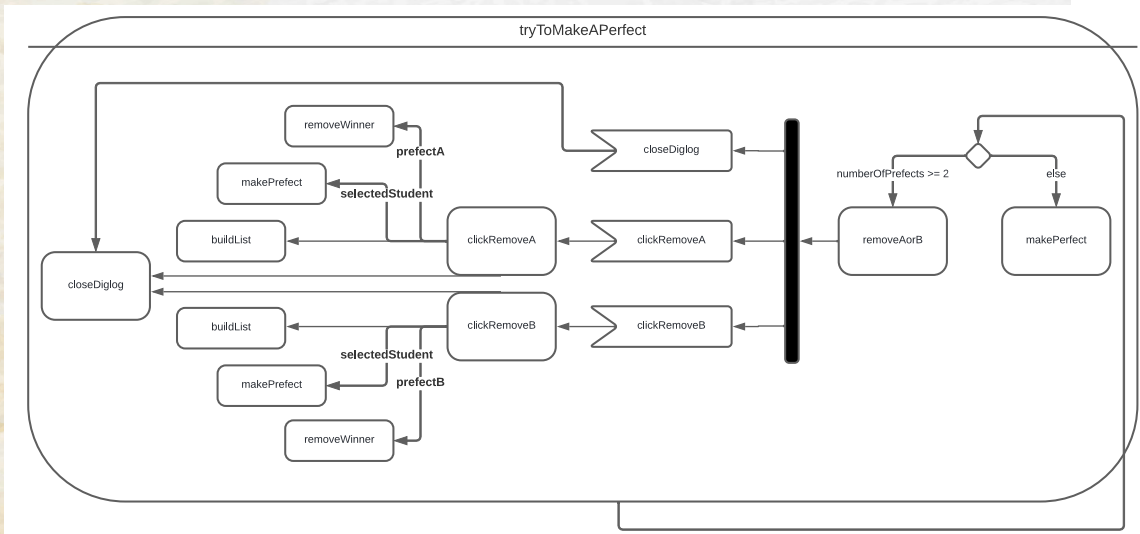 tryToMakeAPerfect
removeWinner
prefectA
closeDiglog
makePrefect
selectedStudent
numberOfPrefects >= 2
else
buildList
clickRemoveA
clickRemoveA
removeAorB
makePerfect
closeDiglog
buildList
clickRemoveB
clickRemoveB
selectedStudent
makePrefect
prefectB
removeWinner